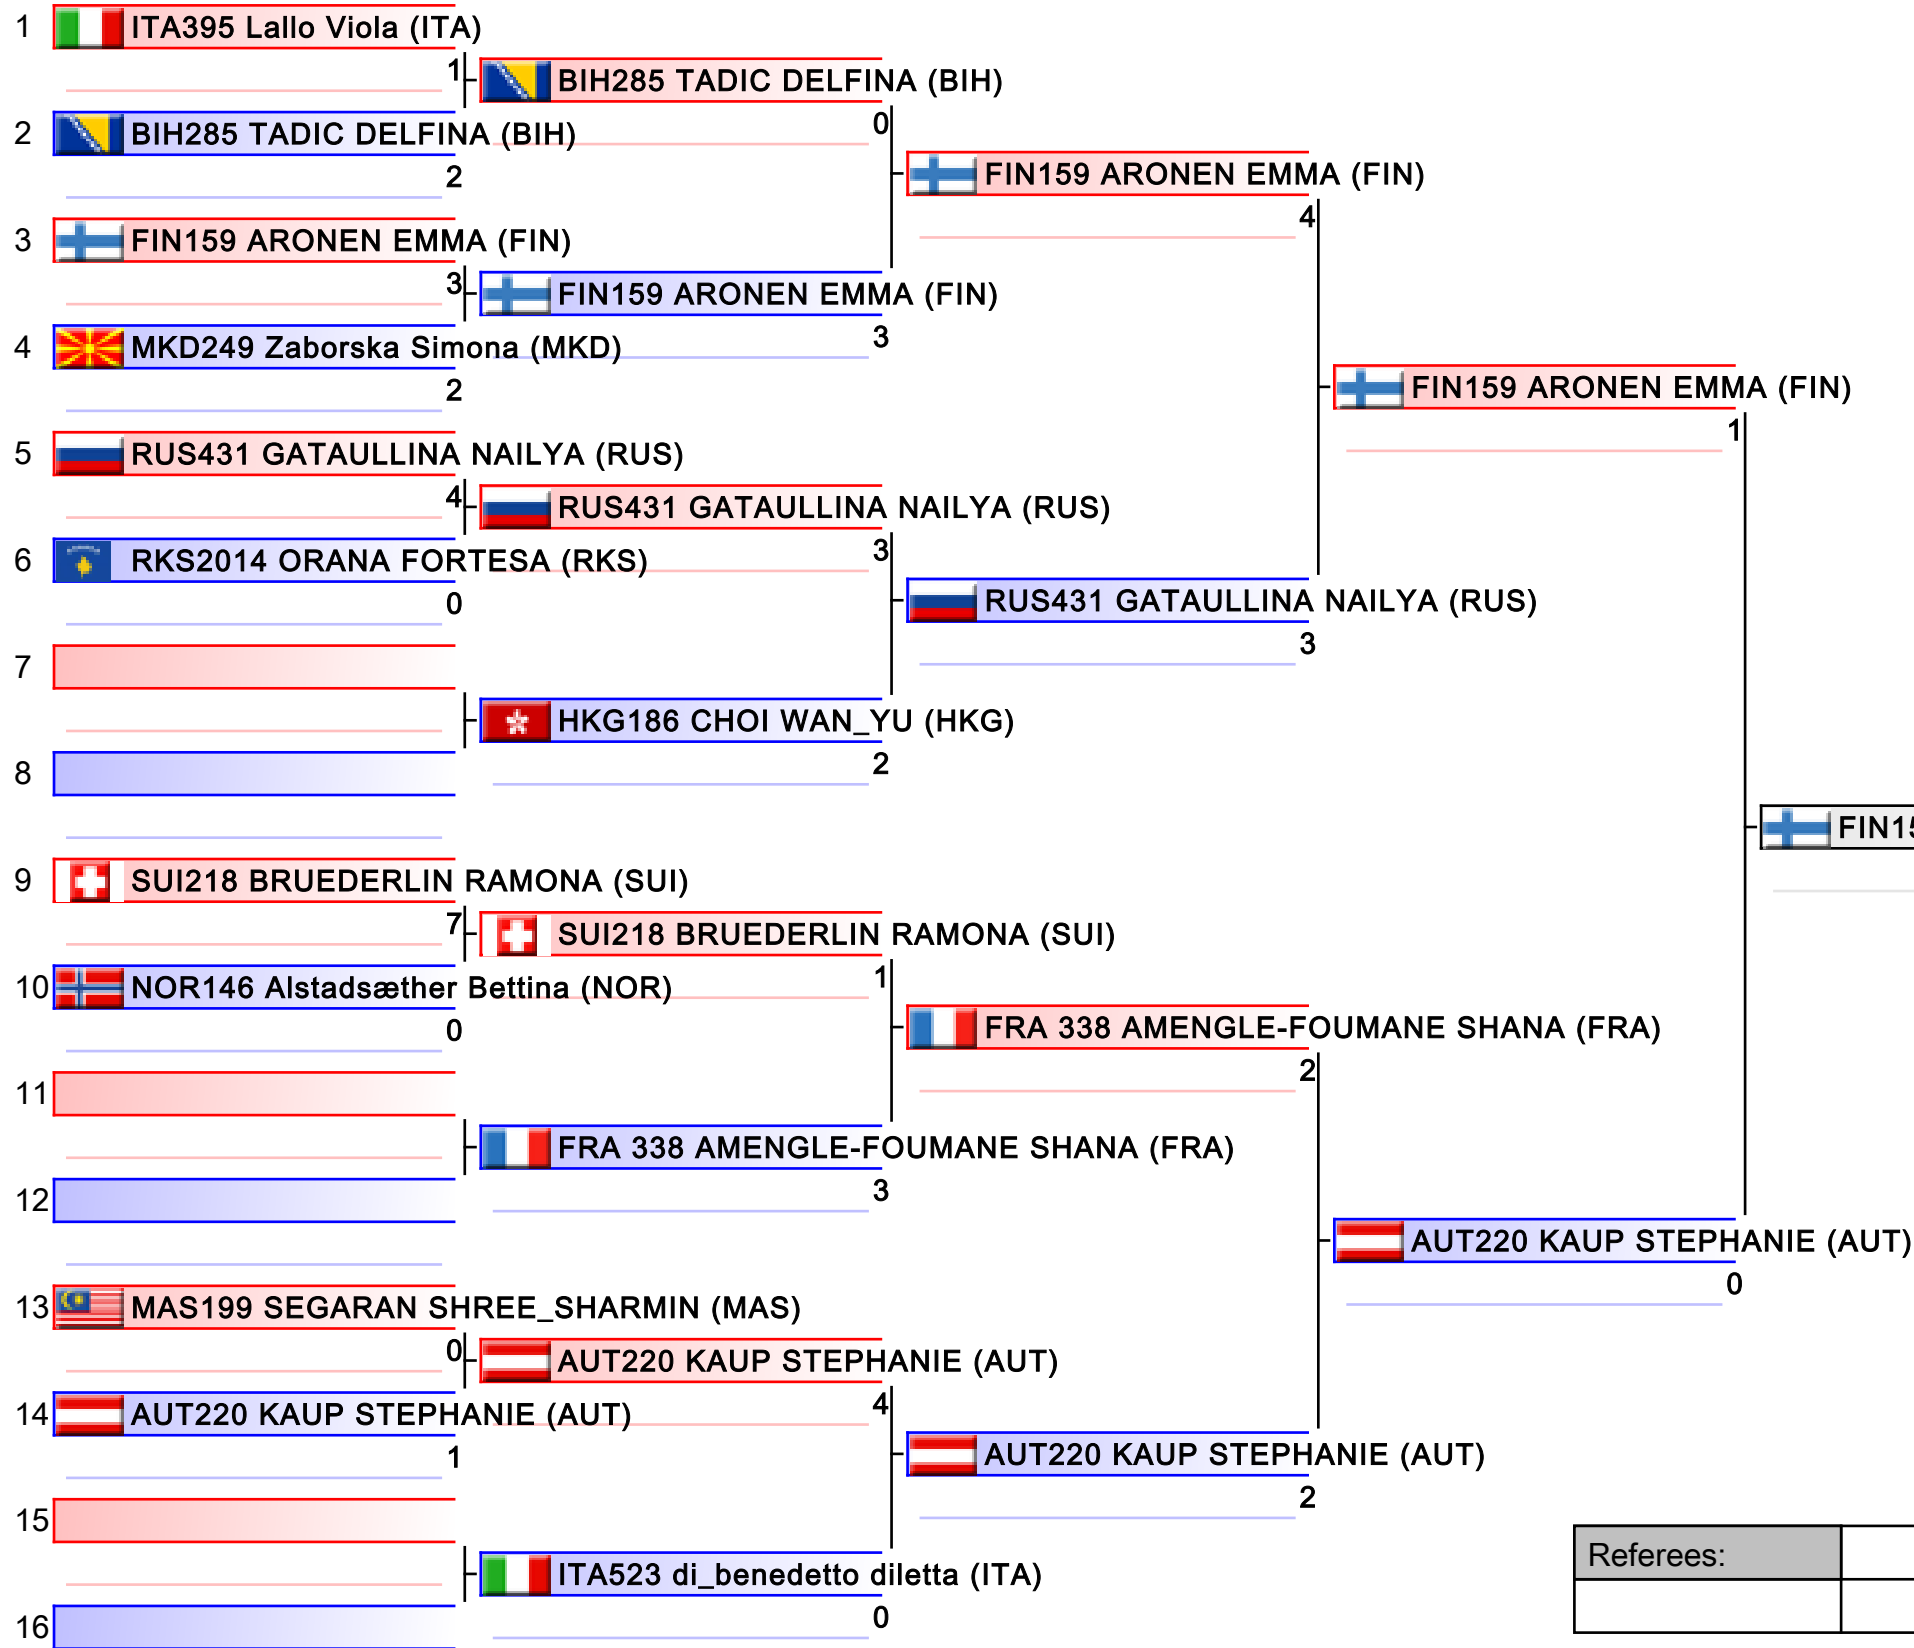 1 ITA395 Lallo Viola (ITA)
1
BIH285 TADIC DELFINA (BIH)
0
2 BIH285 TADIC DELFINA (BIH)
2
FIN159 ARONEN EMMA (FIN)
4
3 FIN159 ARONEN EMMA (FIN)
3
FIN159 ARONEN EMMA (FIN)
3
4 MKD249 Zaborska Simona (MKD)
2
FIN159 ARONEN EMMA (FIN)
1
5 RUS431 GATAULLINA NAILYA (RUS)
4
RUS431 GATAULLINA NAILYA (RUS)
3
6 RKS2014 ORANA FORTESA (RKS)
0
RUS431 GATAULLINA NAILYA (RUS)
3
7
HKG186 CHOI WAN_YU (HKG)
2
8
FIN15
9 SUI218 BRUEDERLIN RAMONA (SUI)
7
SUI218 BRUEDERLIN RAMONA (SUI)
1
10 NOR146 Alstadsæther Bettina (NOR)
0
FRA 338 AMENGLE-FOUMANE SHANA (FRA)
2
11
FRA 338 AMENGLE-FOUMANE SHANA (FRA)
3
12
AUT220 KAUP STEPHANIE (AUT)
0
13 MAS199 SEGARAN SHREE_SHARMIN (MAS)
0
AUT220 KAUP STEPHANIE (AUT)
4
14 AUT220 KAUP STEPHANIE (AUT)
1
AUT220 KAUP STEPHANIE (AUT)
2
15
ITA523 di_benedetto diletta (ITA)
0
16
Referees: